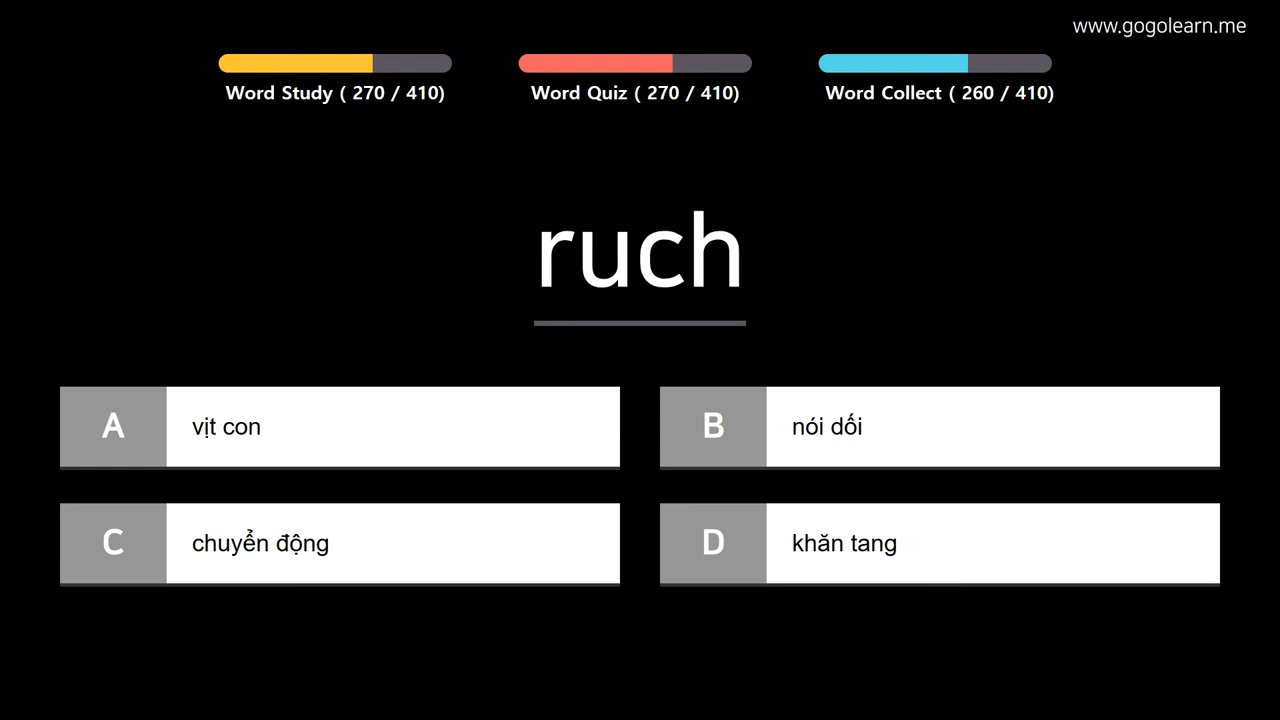 www.gogolearn.me
Word Study ( 270 / 410)
Word Quiz ( 270 / 410)
Word Collect ( 260 / 410)
ruch
A vịt con
B nói dối
C chuyển động
D khăn tang